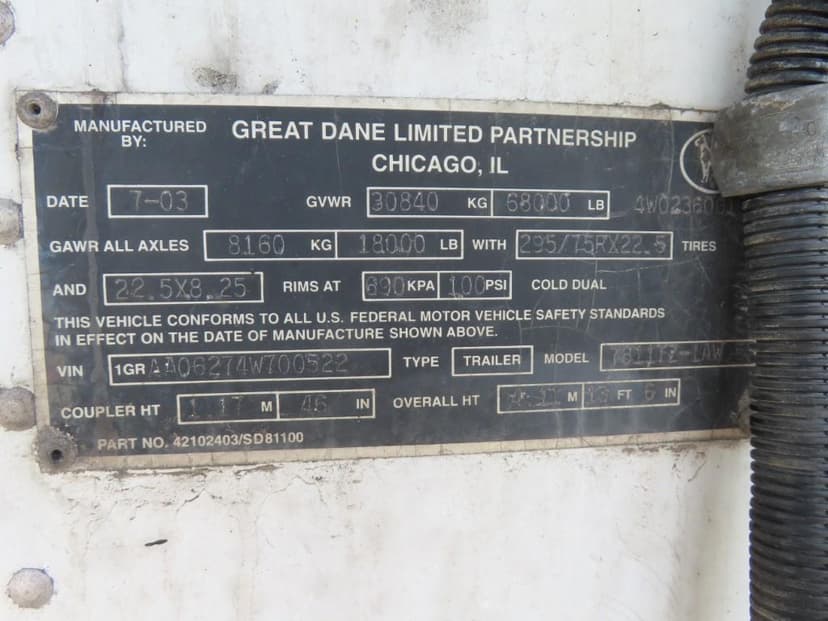 MANUFACTURED BY: GREAT DANE LIMITED PARTNERSHIP
CHICAGO, IL
DATE 7-03 GVWR 30840 KG 68000 LB
GAWR ALL AXLES 8160 KG 18000 LB WITH 295/75RX22.5 TIRES
AND 22.5X8.25 RIMS AT 690 KPA 100 PSI COLD DUAL
THIS VEHICLE CONFORMS TO ALL U.S. FEDERAL MOTOR VEHICLE SAFETY STANDARDS
IN EFFECT ON THE DATE OF MANUFACTURE SHOWN ABOVE.
VIN 1GRAA06274W700522 TYPE TRAILER MODEL
COUPLER HT 1.17 M 46 IN OVERALL HT M 13 FT 6 IN
PART NO. 42102403/SD81100